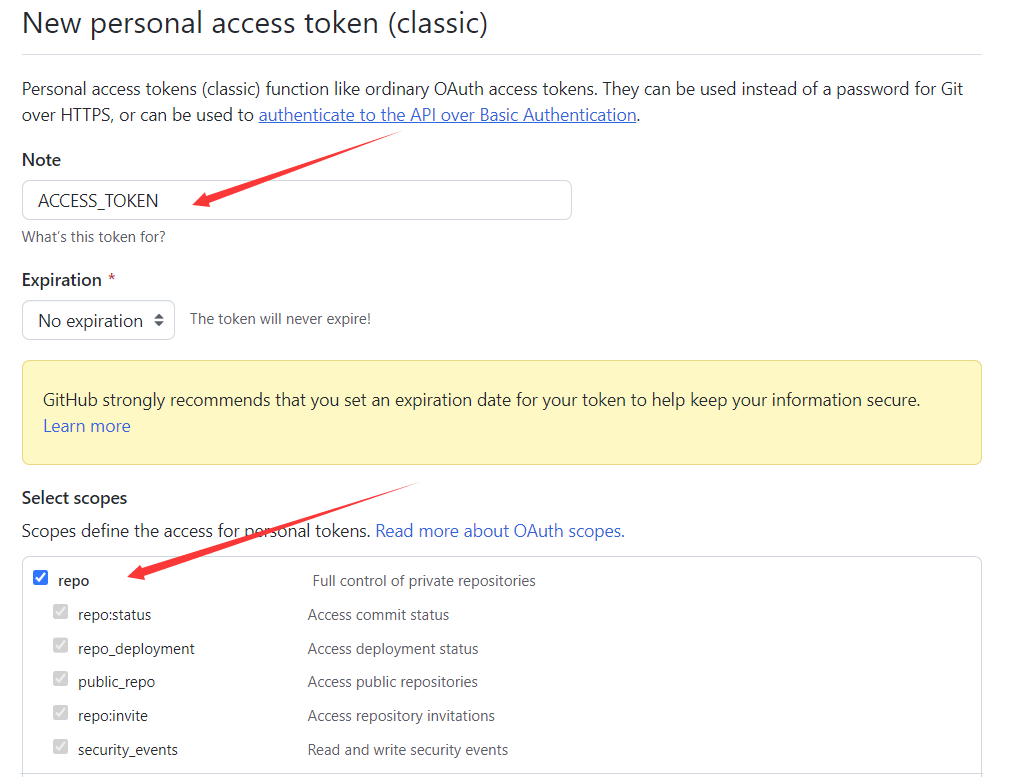 New personal access token (classic)
Personal access tokens (classic) function like ordinary OAuth access tokens. They can be used instead of a password for Git
over HTTPS, or can be used to authenticate to the API over Basic Authentication.
Note
ACCESS_TOKEN
What's this token for?
Expiration *
No expiration The token will never expire!
GitHub strongly recommends that you set an expiration date for your token to help keep your information secure.
Learn more
Select scopes
Scopes define the access for personal tokens. Read more about OAuth scopes.
repo Full control of private repositories
repo:status Access commit status
repo_deployment Access deployment status
public_repo Access public repositories
repo:invite Access repository invitations
security_events Read and write security events